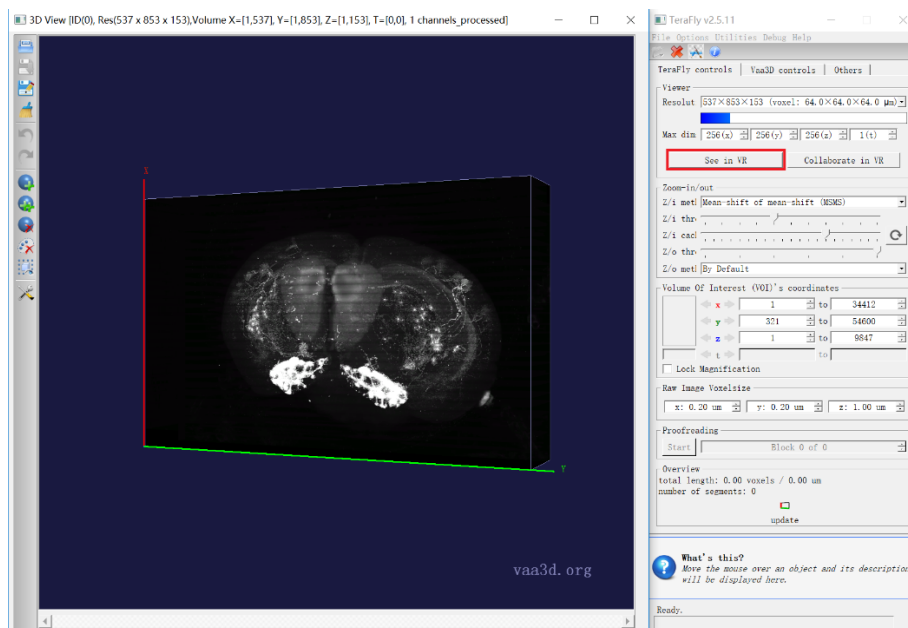 3D View [ID(0), Res(537 x 853 x 153),Volume X=[1,537], Y=[1,853], Z=[1,153], T=[0,0], 1 channels_processed]
X
Y
vaa3d.org
TeraFly v2.5.11
File Options Utilities Debug Help
TeraFly controls | Vaa3D controls | Others |
Viewer
Resolut 537×853×153 (voxel: 64.0×64.0×64.0 μm)
Max dim 256(x) 256(y) 256(z) 1(t)
See in VR Collaborate in VR
Zoom-in/out
Z/i metl Mean-shift of mean-shift (MSMS)
Z/i thr
Z/i cacl
Z/o thr
Z/o metl By Default
Volume Of Interest (VOI)'s coordinates
x 1 to 34412
y 321 to 54600
z 1 to 9847
t to
Lock Magnification
Raw Image Voxelsize
x: 0.20 um y: 0.20 um z: 1.00 um
Proofreading
Start Block 0 of 0
Overview
total length: 0.00 voxels / 0.00 um
number of segments: 0
update
What's this?
Move the mouse over an object and its description
will be displayed here.
Ready.